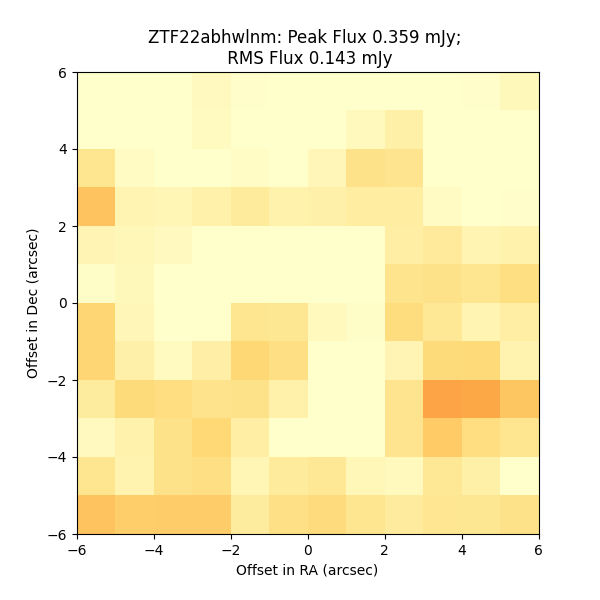 ZTF22abhwlnm: Peak Flux 0.359 mJy;
RMS Flux 0.143 mJy
6
4
2
0
−2
−4
−6
Offset in Dec (arcsec)
−6 −4 −2 0 2 4 6
Offset in RA (arcsec)